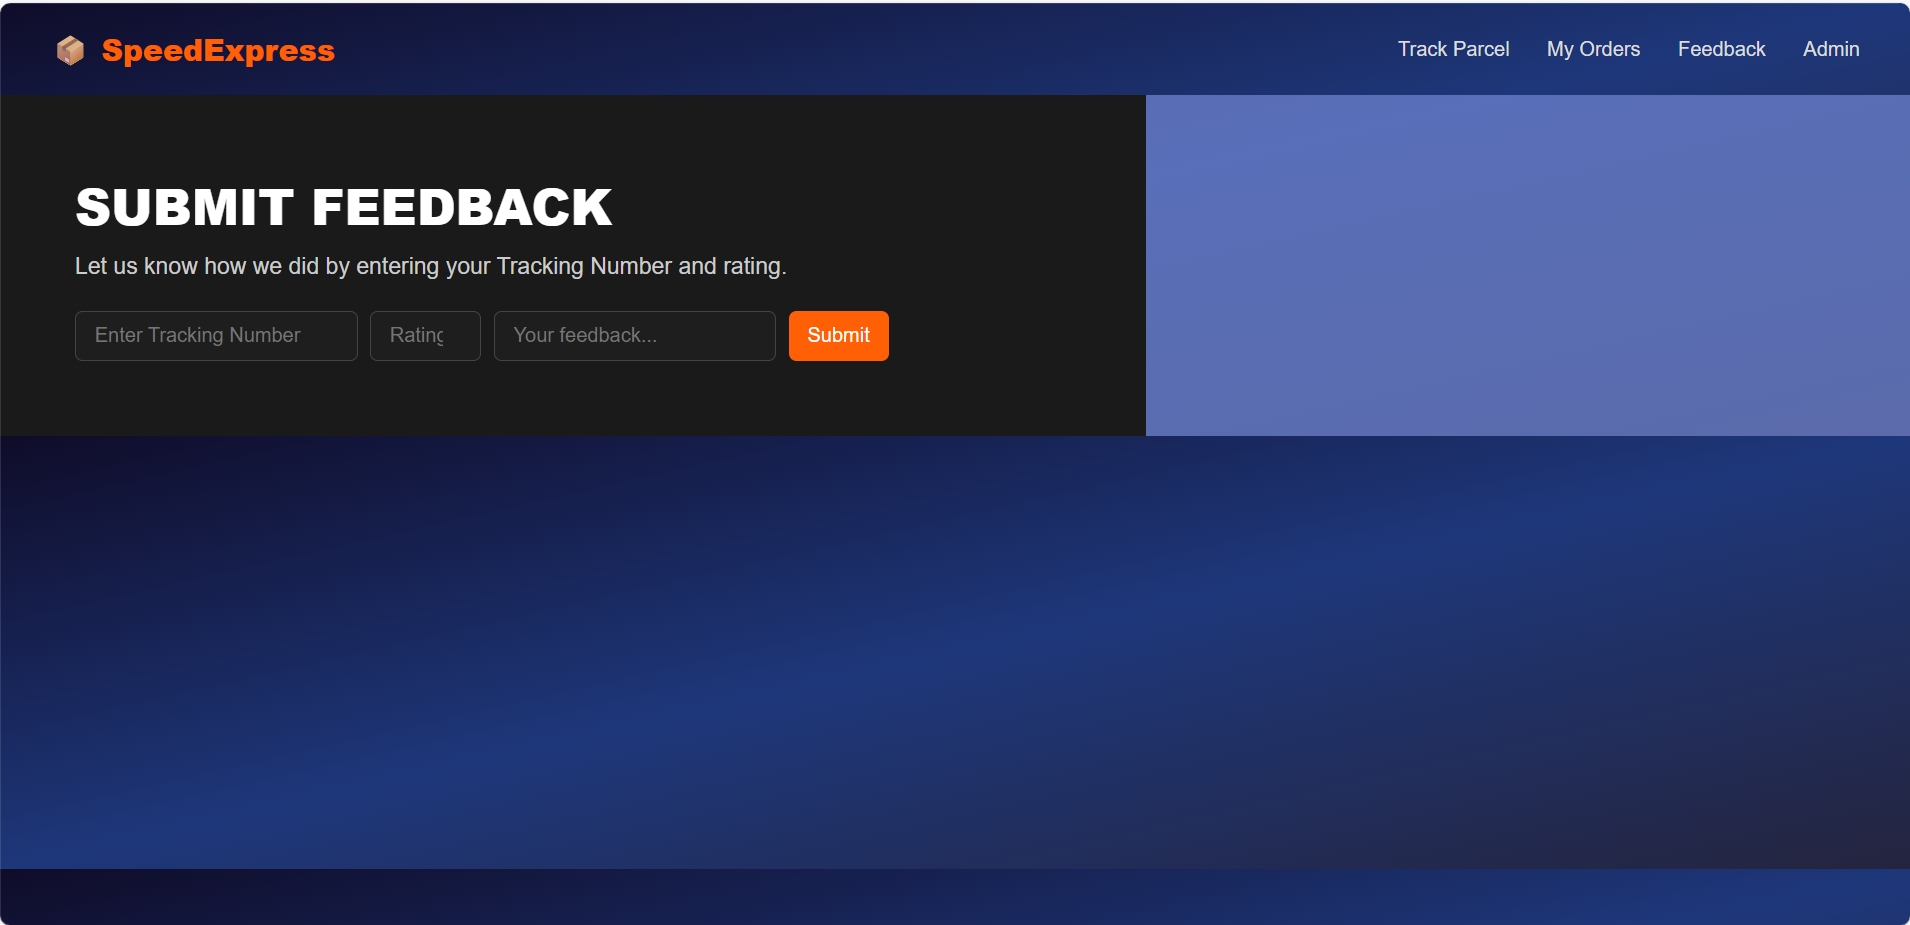 SpeedExpress
Track Parcel My Orders Feedback Admin
SUBMIT FEEDBACK
Let us know how we did by entering your Tracking Number and rating.
Enter Tracking Number Rating Your feedback... Submit